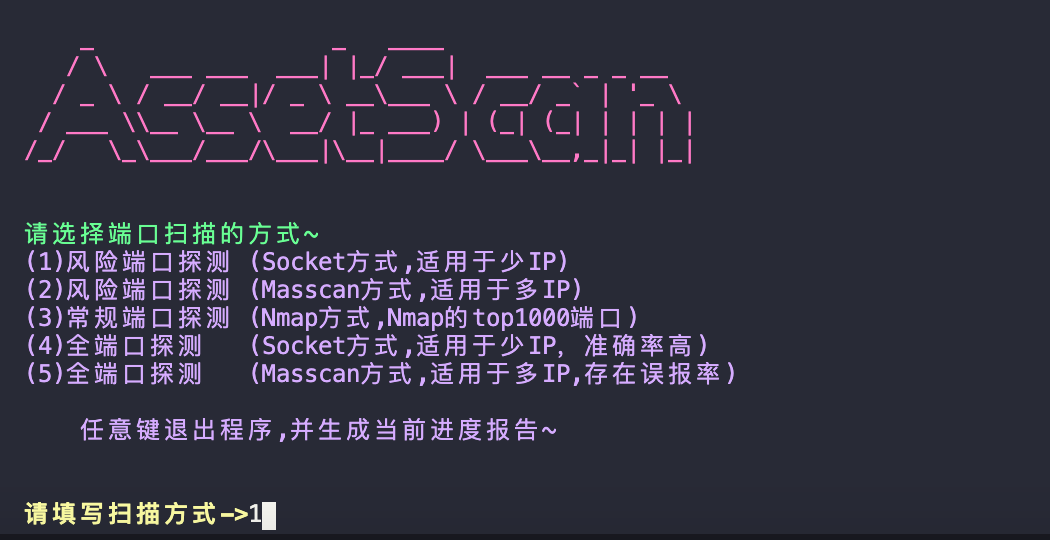 AssetScan
请选择端口扫描的方式~
(1)风险端口探测 (Socket方式,适用于少IP)
(2)风险端口探测 (Masscan方式,适用于多IP)
(3)常规端口探测 (Nmap方式,Nmap的top1000端口)
(4)全端口探测 (Socket方式,适用于少IP, 准确率高)
(5)全端口探测 (Masscan方式,适用于多IP,存在误报率)
任意键退出程序,并生成当前进度报告~
请填写扫描方式->1